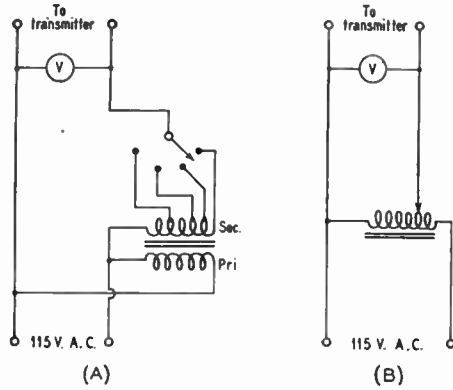 To
transmitter
V
Sec.
Pri
115 V. A.C.
(A)
To
transmitter
V
115 V. A.C.
(B)